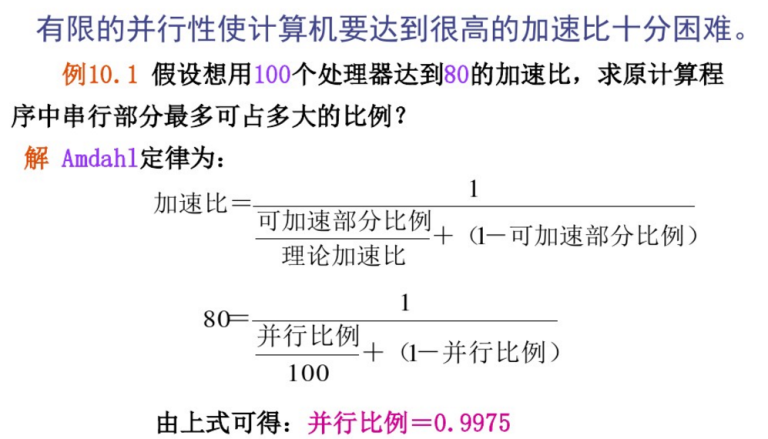 有限的并行性使计算机要达到很高的加速比十分困难。
例10.1 假设想用100个处理器达到80的加速比，求原计算程
序中串行部分最多可占多大的比例？
解 Amdahl定律为：
1
加速比＝
可加速部分比例
＋（1－可加速部分比例）
理论加速比
1
80＝
并行比例
＋（1－并行比例）
100
由上式可得：并行比例＝0.9975